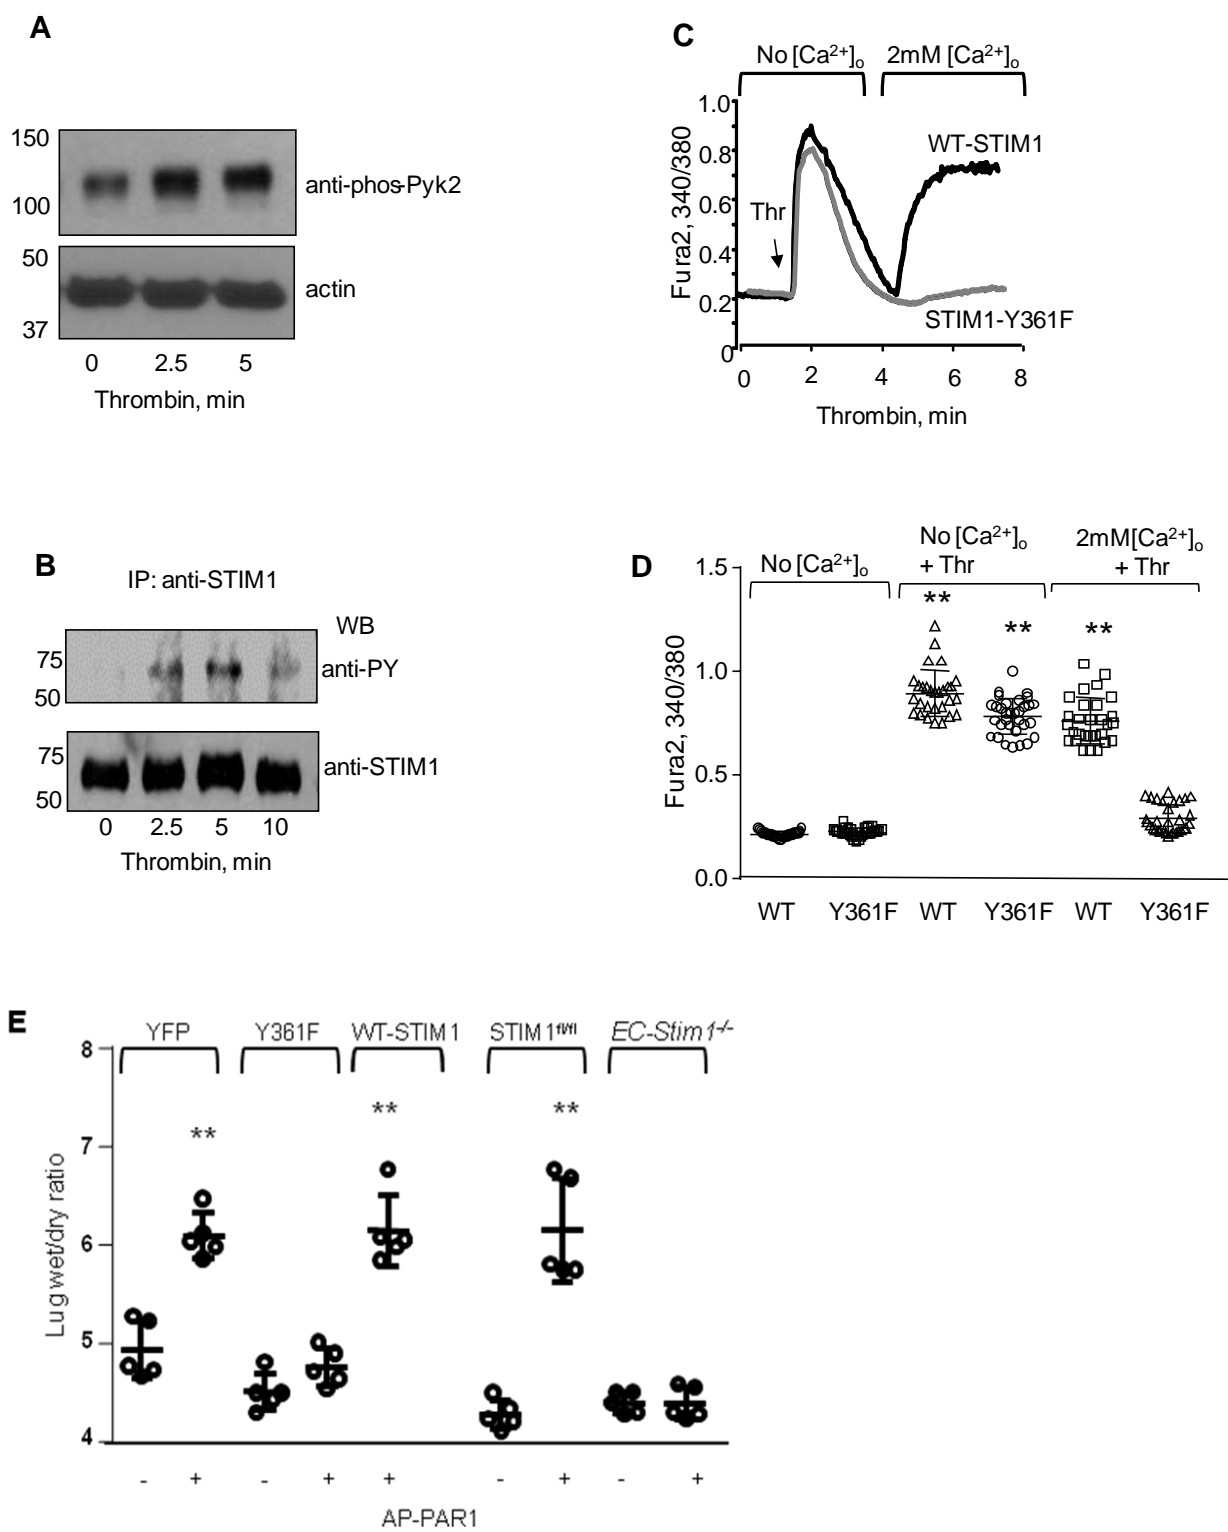 A
150
100
anti-phos-Pyk2
50
37
actin
0 2.5 5
Thrombin, min
B
IP: anti-STIM1
WB
75
50
anti-PY
75
50
anti-STIM1
0 2.5 5 10
Thrombin, min
C
No [Ca2+]o 2mM [Ca2+]o
Fura2, 340/380
1.0
0.8
0.6
0.4
0.2
0
Thr
WT-STIM1
STIM1-Y361F
0 2 4 6 8
Thrombin, min
D
No [Ca2+]o
No [Ca2+]o
+ Thr
2mM[Ca2+]o
+ Thr
Fura2, 340/380
1.5
1.0
0.5
0.0
** ** **
WT Y361F WT Y361F WT Y361F
E
YFP Y361F WT-STIM1 STIM1fl/fl EC-Stim1-/-
Lug wet/dry ratio
8
7
6
5
4
** ** **
- + - + + - + - +
AP-PAR1